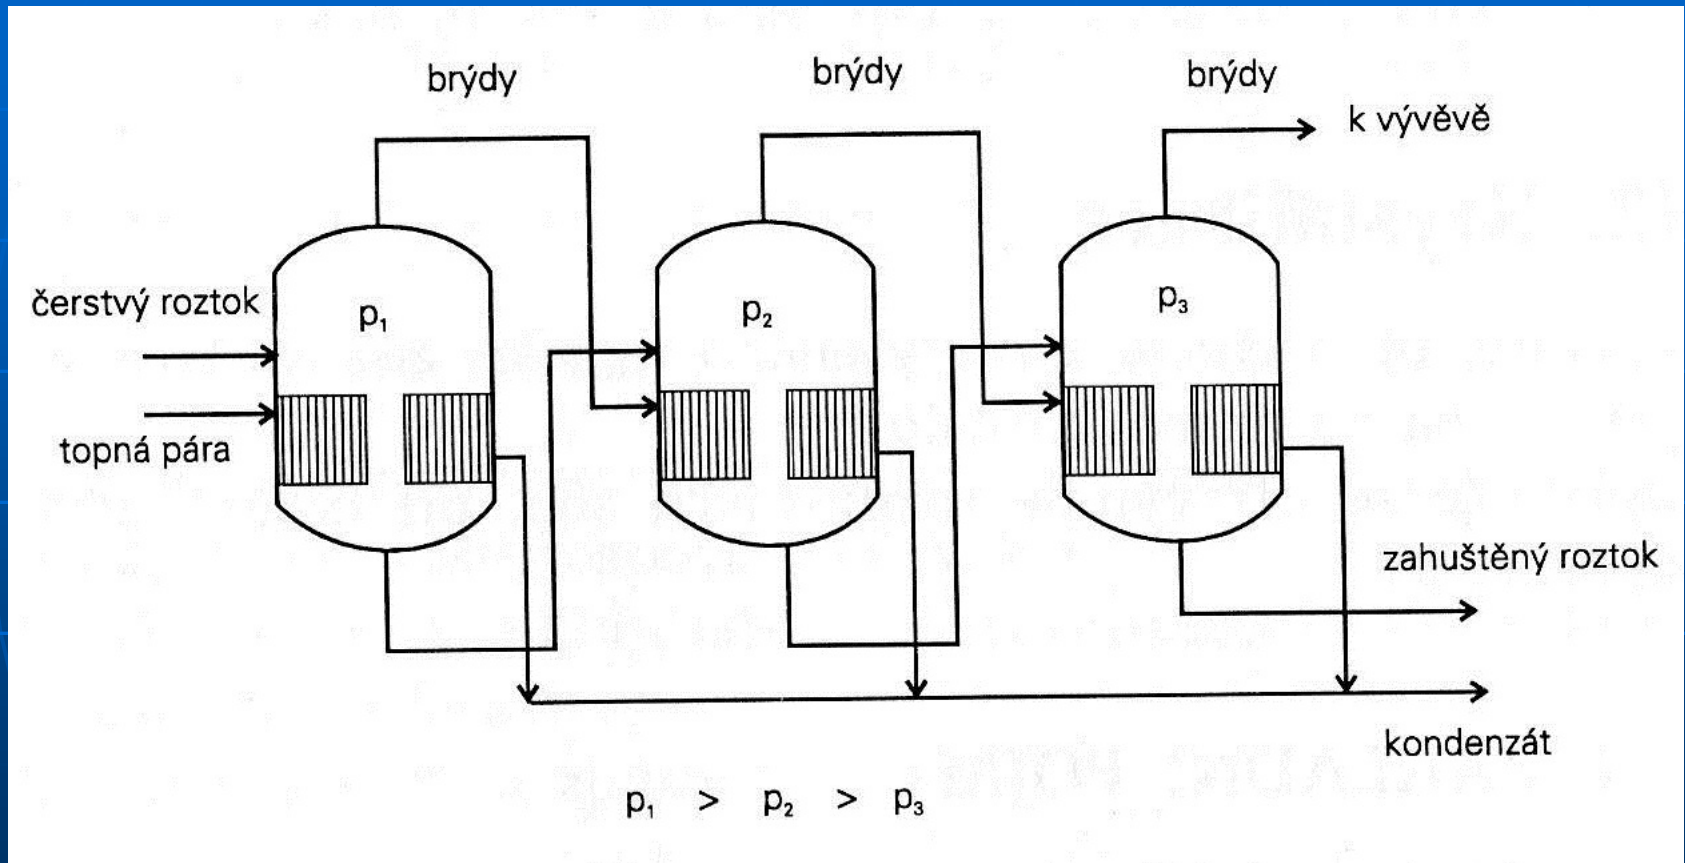 brýdy
brýdy
brýdy
k vývěvě
čerstvý roztok
p₁
p₂
p₃
topná pára
zahuštěný roztok
kondenzát
p₁ > p₂ > p₃